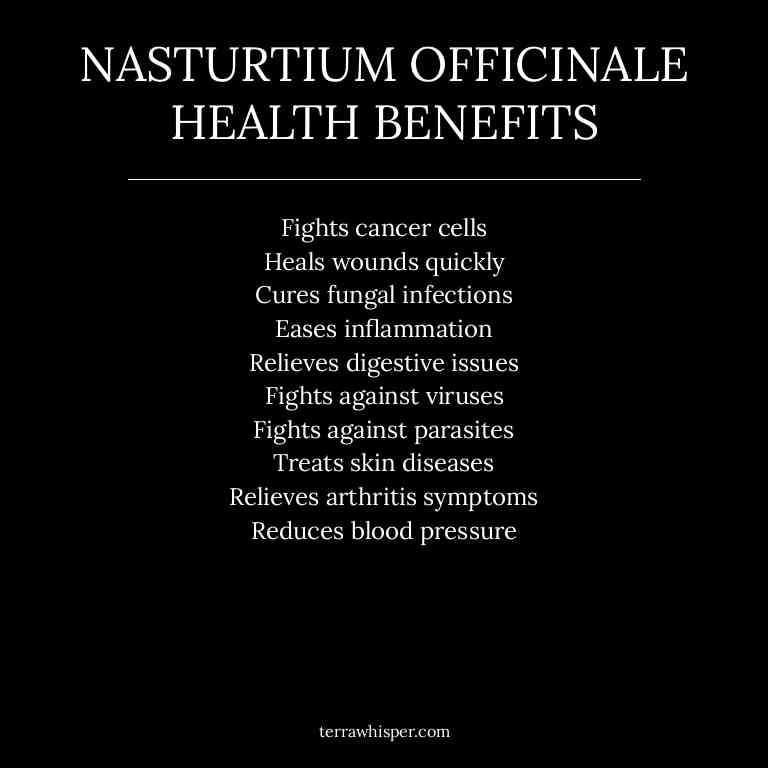 NASTURTIUM OFFICINALE
HEALTH BENEFITS
Fights cancer cells
Heals wounds quickly
Cures fungal infections
Eases inflammation
Relieves digestive issues
Fights against viruses
Fights against parasites
Treats skin diseases
Relieves arthritis symptoms
Reduces blood pressure
terrawhisper.com